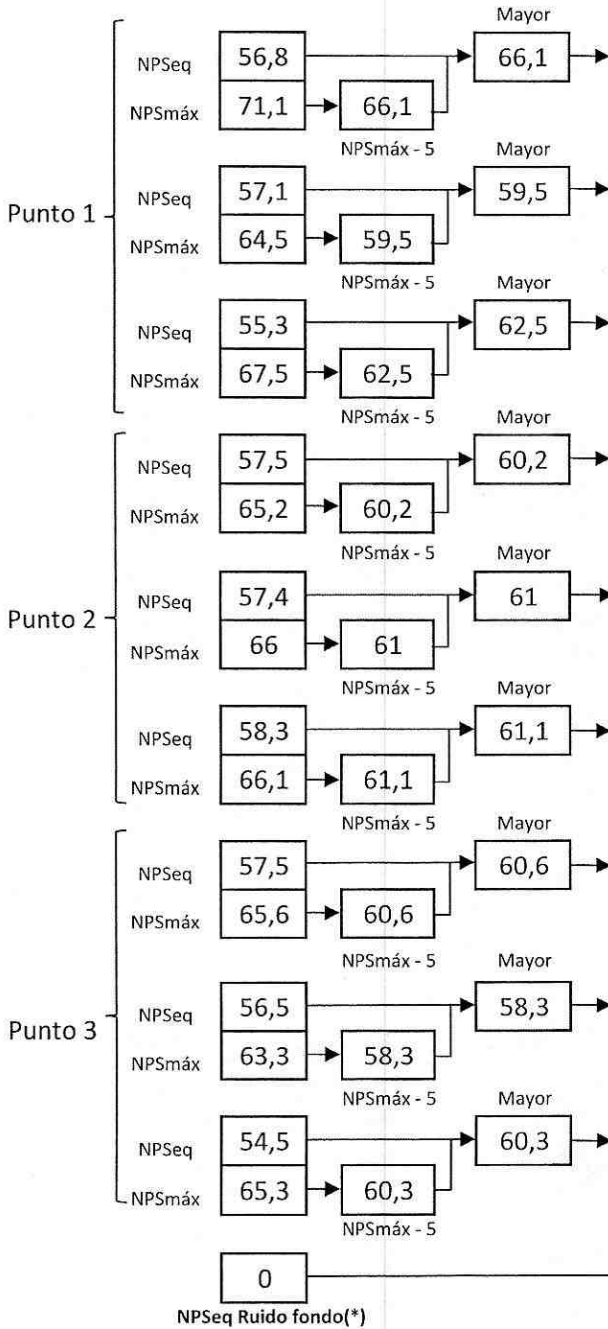 Mayor
NPSeq 56,8 66,1
NPSmáx 71,1 66,1
NPSmáx - 5
Mayor
NPSeq 57,1 59,5
Punto 1
NPSmáx 64,5 59,5
NPSmáx - 5
Mayor
NPSeq 55,3 62,5
NPSmáx 67,5 62,5
NPSmáx - 5
Mayor
NPSeq 57,5 60,2
NPSmáx 65,2 60,2
NPSmáx - 5
Mayor
NPSeq 57,4 61
Punto 2
NPSmáx 66 61
NPSmáx - 5
Mayor
NPSeq 58,3 61,1
NPSmáx 66,1 61,1
NPSmáx - 5
Mayor
NPSeq 57,5 60,6
NPSmáx 65,6 60,6
NPSmáx - 5
Mayor
NPSeq 56,5 58,3
Punto 3
NPSmáx 63,3 58,3
NPSmáx - 5
Mayor
NPSeq 54,5 60,3
NPSmáx 65,3 60,3
NPSmáx - 5
0
NPSeq Ruido fondo(*)